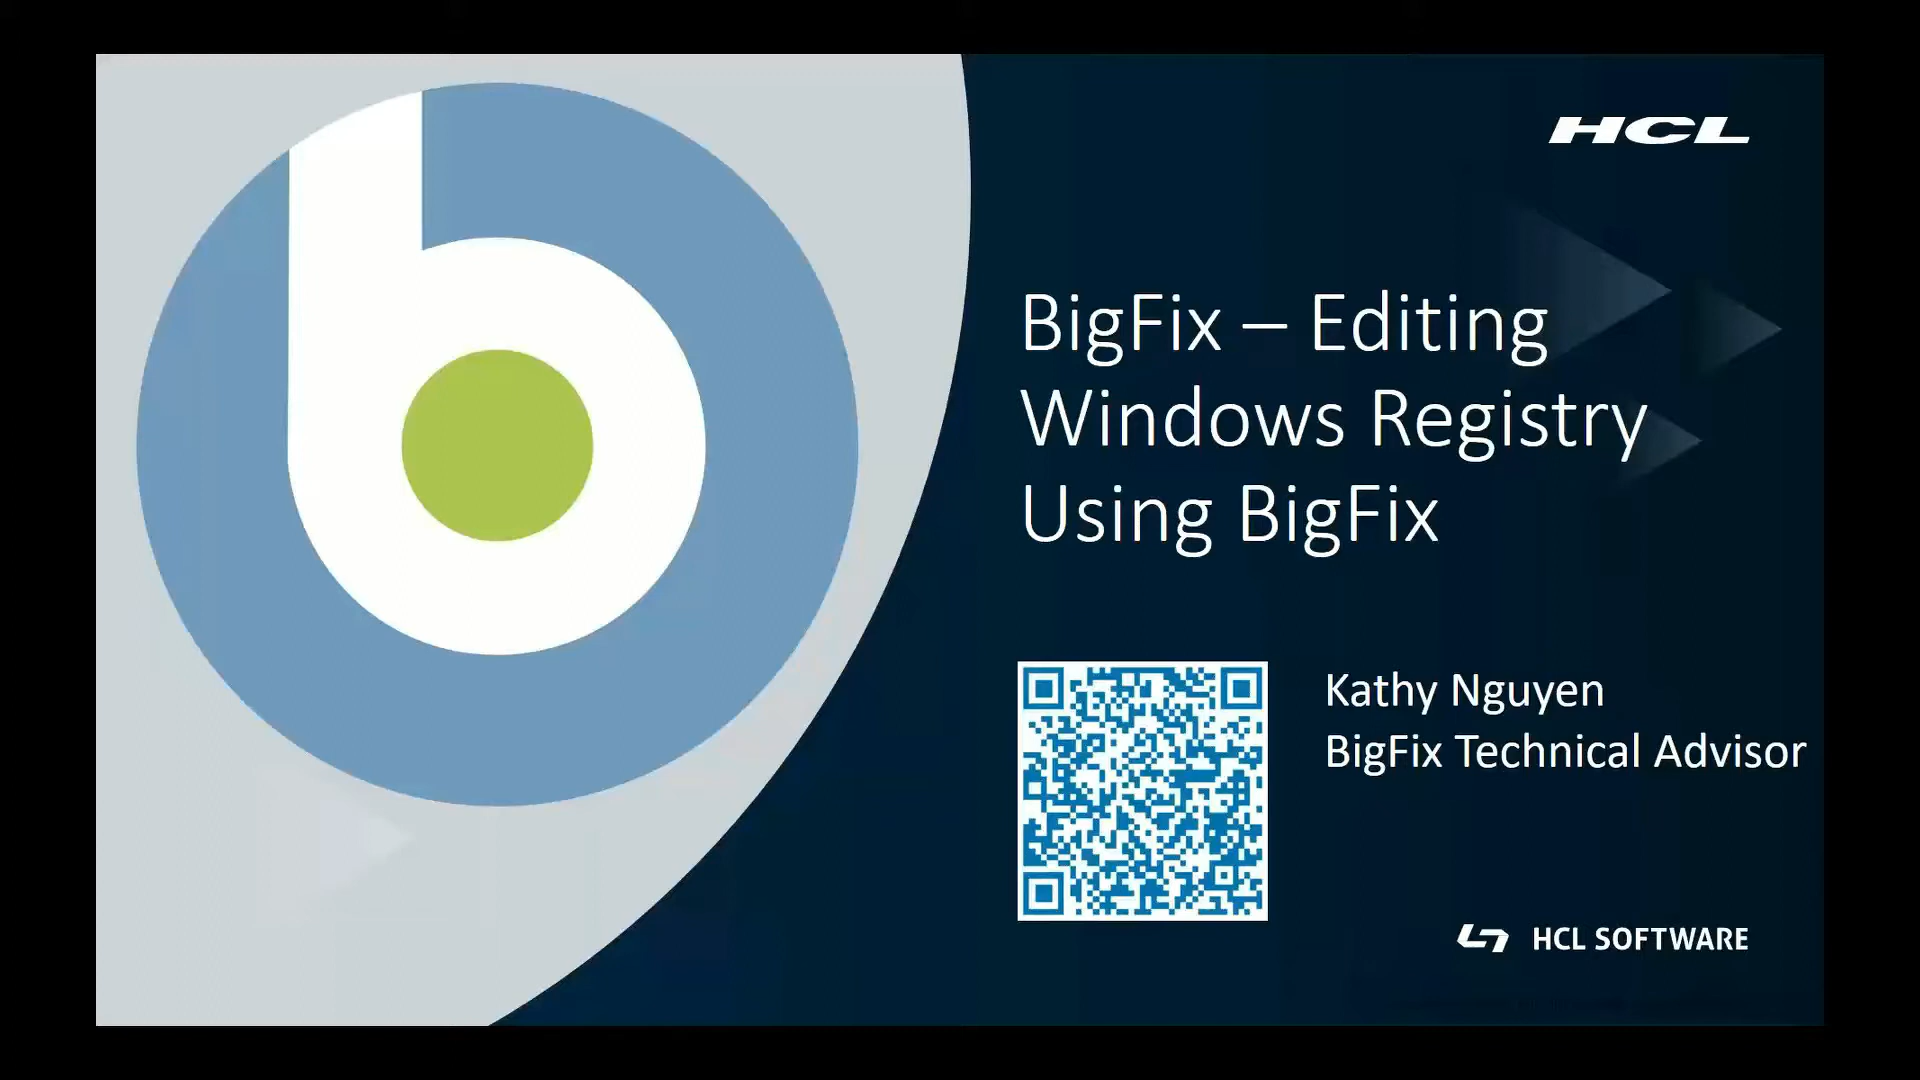 HCL
BigFix – Editing
Windows Registry
Using BigFix
Kathy Nguyen
BigFix Technical Advisor
HCL SOFTWARE